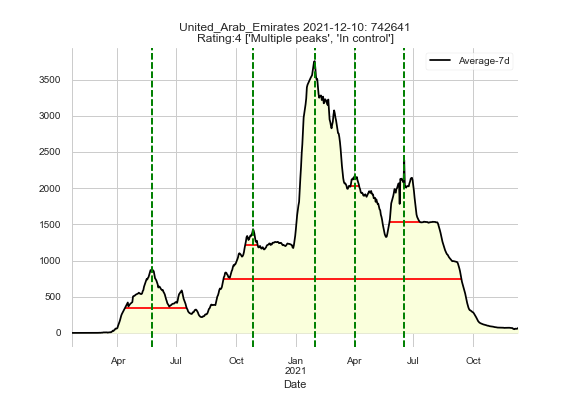 United_Arab_Emirates 2021-12-10: 742641
Rating:4 ['Multiple peaks', 'In control']
Average-7d
3500
3000
2500
2000
1500
1000
500
0
Apr
Jul
Oct
Jan
2021
Apr
Jul
Oct
Date